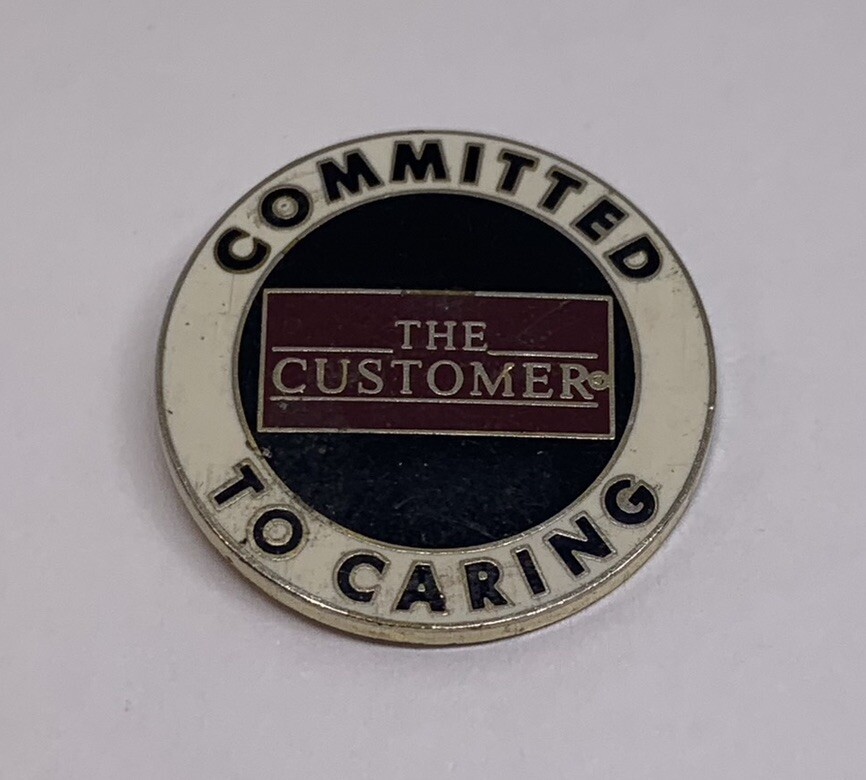 COMMITTED
THE
CUSTOMER®
TO CARING